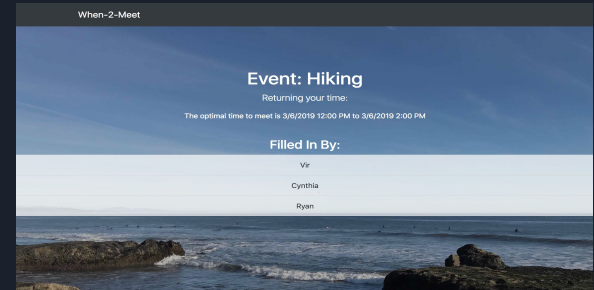 When-2-Meet
Event: Hiking
Returning your time:
The optimal time to meet is 3/6/2019 12:00 PM to 3/6/2019 2:00 PM
Filled In By:
Vir
Cynthia
Ryan